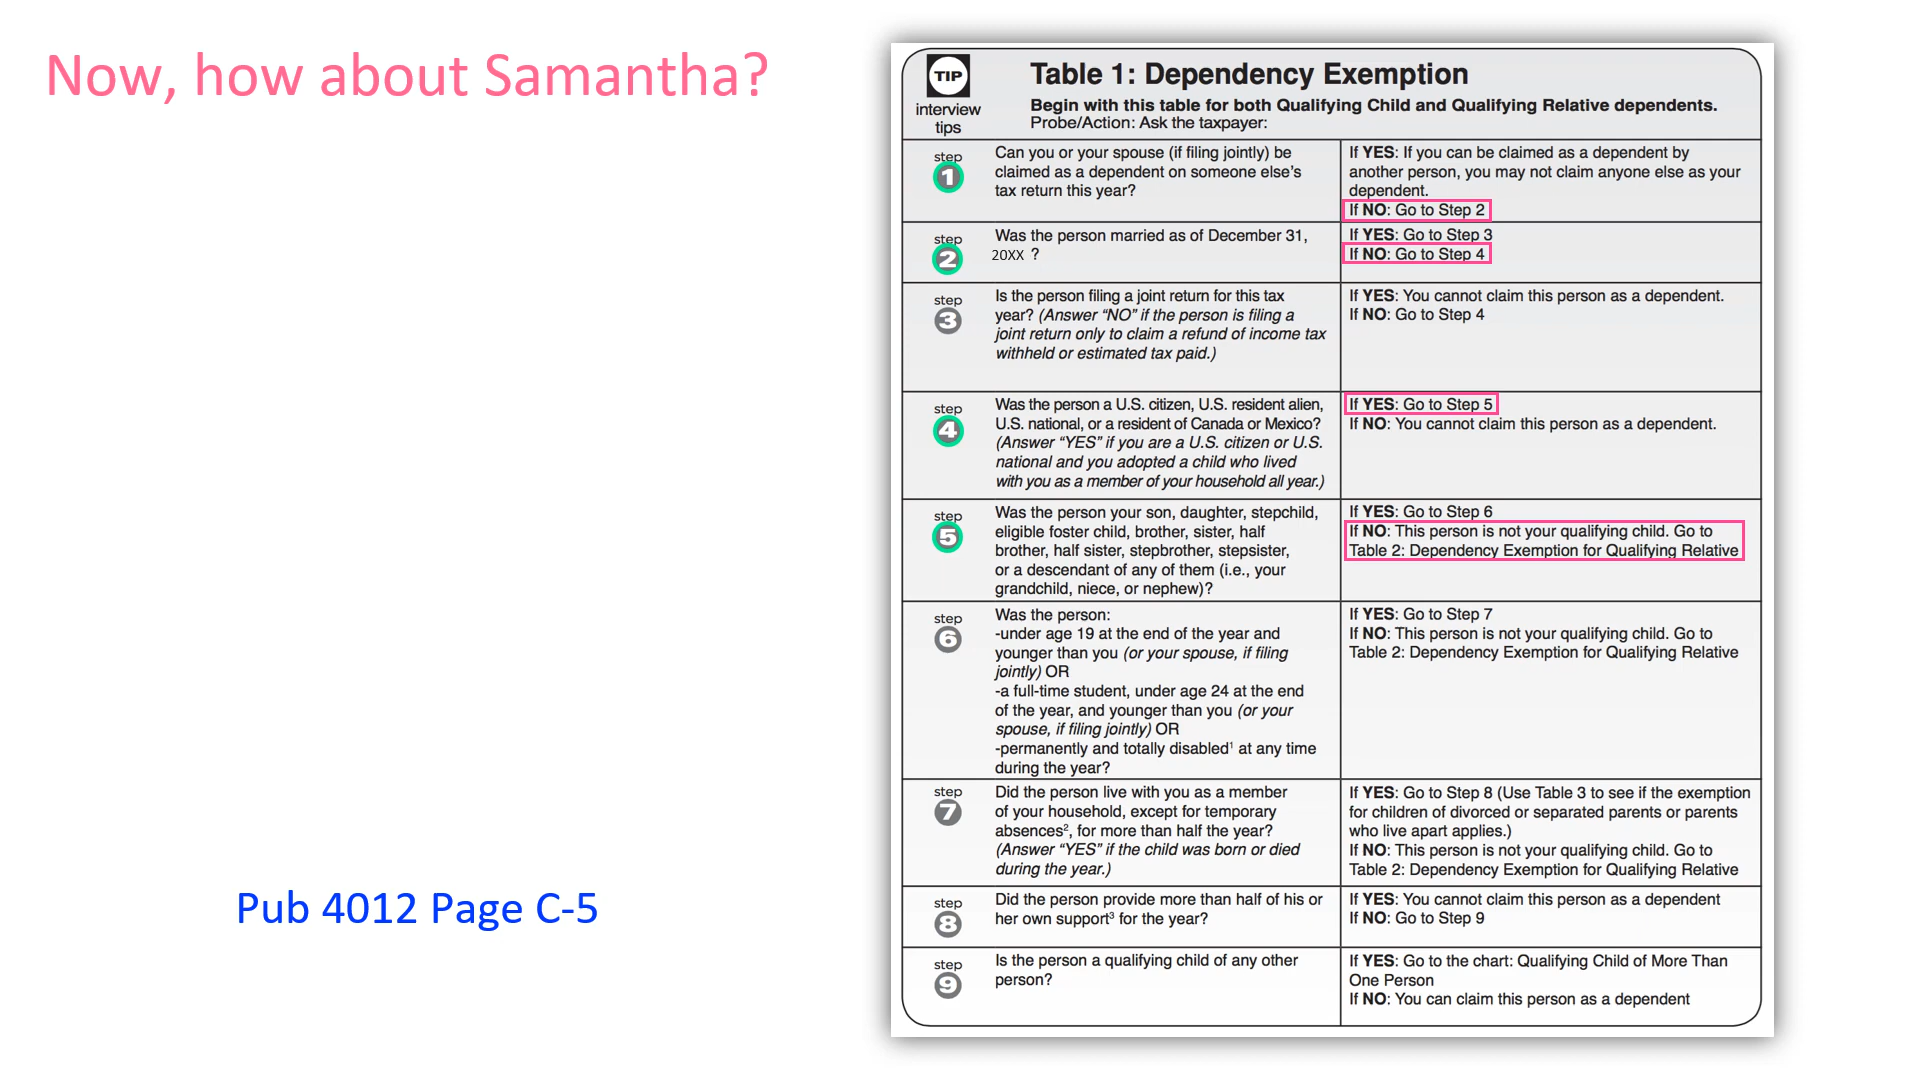 Now, how about Samantha?
TIP
interview
tips
Table 1: Dependency Exemption
Begin with this table for both Qualifying Child and Qualifying Relative dependents.
Probe/Action: Ask the taxpayer:
step
1
Can you or your spouse (if filing jointly) be
claimed as a dependent on someone else's
tax return this year?
If YES: If you can be claimed as a dependent by
another person, you may not claim anyone else as your
dependent.
If NO: Go to Step 2
step
2
Was the person married as of December 31,
20XX ?
If YES: Go to Step 3
If NO: Go to Step 4
step
3
Is the person filing a joint return for this tax
year? (Answer “NO” if the person is filing a
joint return only to claim a refund of income tax
withheld or estimated tax paid.)
If YES: You cannot claim this person as a dependent.
If NO: Go to Step 4
step
4
Was the person a U.S. citizen, U.S. resident alien,
U.S. national, or a resident of Canada or Mexico?
(Answer “YES” if you are a U.S. citizen or U.S.
national and you adopted a child who lived
with you as a member of your household all year.)
If YES: Go to Step 5
If NO: You cannot claim this person as a dependent.
step
5
Was the person your son, daughter, stepchild,
eligible foster child, brother, sister, half
brother, half sister, stepbrother, stepsister,
or a descendant of any of them (i.e., your
grandchild, niece, or nephew)?
If YES: Go to Step 6
If NO: This person is not your qualifying child. Go to
Table 2: Dependency Exemption for Qualifying Relative
step
6
Was the person:
-under age 19 at the end of the year and
younger than you (or your spouse, if filing
jointly) OR
-a full-time student, under age 24 at the end
of the year, and younger than you (or your
spouse, if filing jointly) OR
-permanently and totally disabled¹ at any time
during the year?
If YES: Go to Step 7
If NO: This person is not your qualifying child. Go to
Table 2: Dependency Exemption for Qualifying Relative
step
7
Did the person live with you as a member
of your household, except for temporary
absences², for more than half the year?
(Answer “YES” if the child was born or died
during the year.)
If YES: Go to Step 8 (Use Table 3 to see if the exemption
for children of divorced or separated parents or parents
who live apart applies.)
If NO: This person is not your qualifying child. Go to
Table 2: Dependency Exemption for Qualifying Relative
step
8
Did the person provide more than half of his or
her own support³ for the year?
If YES: You cannot claim this person as a dependent
If NO: Go to Step 9
step
9
Is the person a qualifying child of any other
person?
If YES: Go to the chart: Qualifying Child of More Than
One Person
If NO: You can claim this person as a dependent
Pub 4012 Page C-5